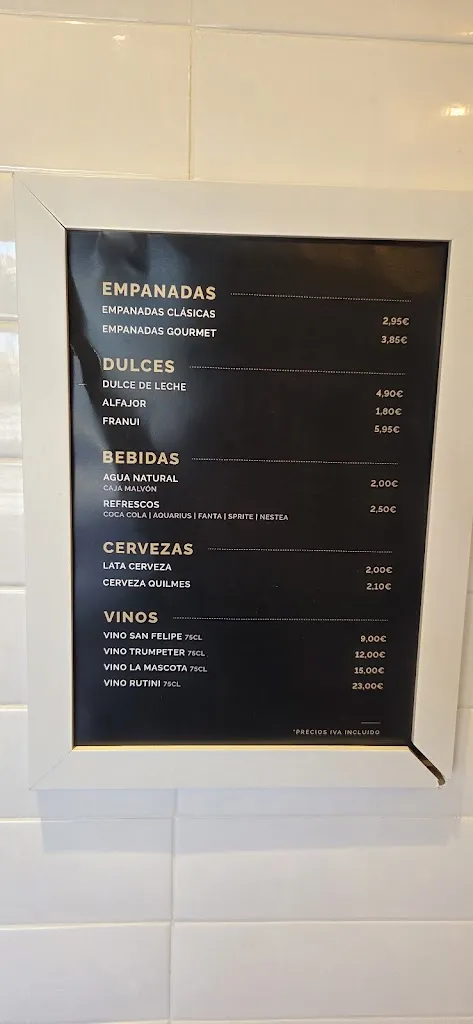 EMPANADAS
EMPANADAS CLÁSICAS 2,95€
EMPANADAS GOURMET 3,85€
DULCES
DULCE DE LECHE 4,90€
ALFAJOR 1,80€
FRANUI 5,95€
BEBIDAS
AGUA NATURAL 2,00€
CAJA MALVÓN
REFRESCOS 2,50€
COCA COLA | AQUARIUS | FANTA | SPRITE | NESTEA
CERVEZAS
LATA CERVEZA 2,00€
CERVEZA QUILMES 2,10€
VINOS
VINO SAN FELIPE 75CL 9,00€
VINO TRUMPETER 75CL 12,00€
VINO LA MASCOTA 75CL 15,00€
VINO RUTINI 75CL 23,00€
*PRECIOS IVA INCLUIDO